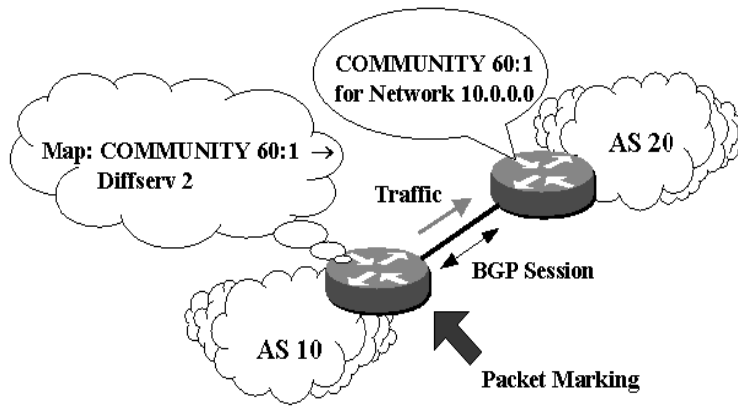 COMMUNITY 60:1
for Network 10.0.0.0
Map: COMMUNITY 60:1 →
Diffserv 2
AS 20
Traffic
BGP Session
AS 10
Packet Marking